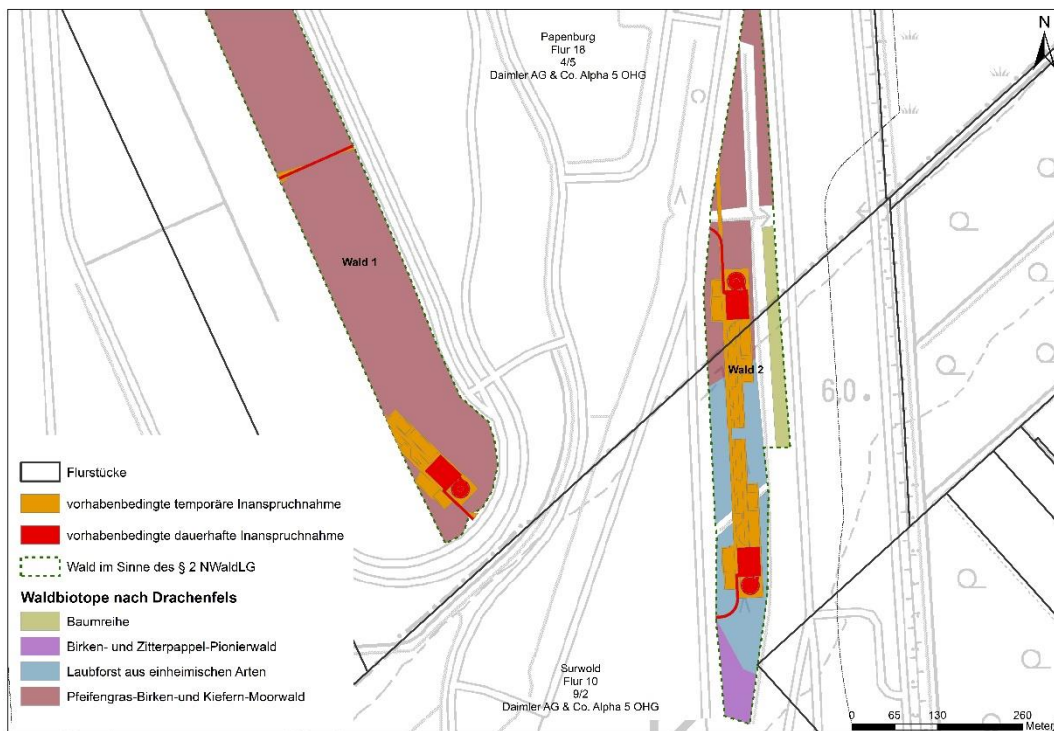 Papenburg
Flur 18
4/5
Daimler AG & Co. Alpha 5 OHG
N
Wald 1
Wald 2
6,0
Flurstücke
vorhabenbedingte temporäre Inanspruchnahme
vorhabenbedingte dauerhafte Inanspruchnahme
Wald im Sinne des § 2 NWaldLG
Waldbiotope nach Drachenfels
Baumreihe
Birken- und Zitterpappel-Pionierwald
Laubforst aus einheimischen Arten
Pfeifengras-Birken-und Kiefern-Moorwald
Surwold
Flur 10
9/2
Daimler AG & Co. Alpha 5 OHG
K
0 65 130 260
Meter